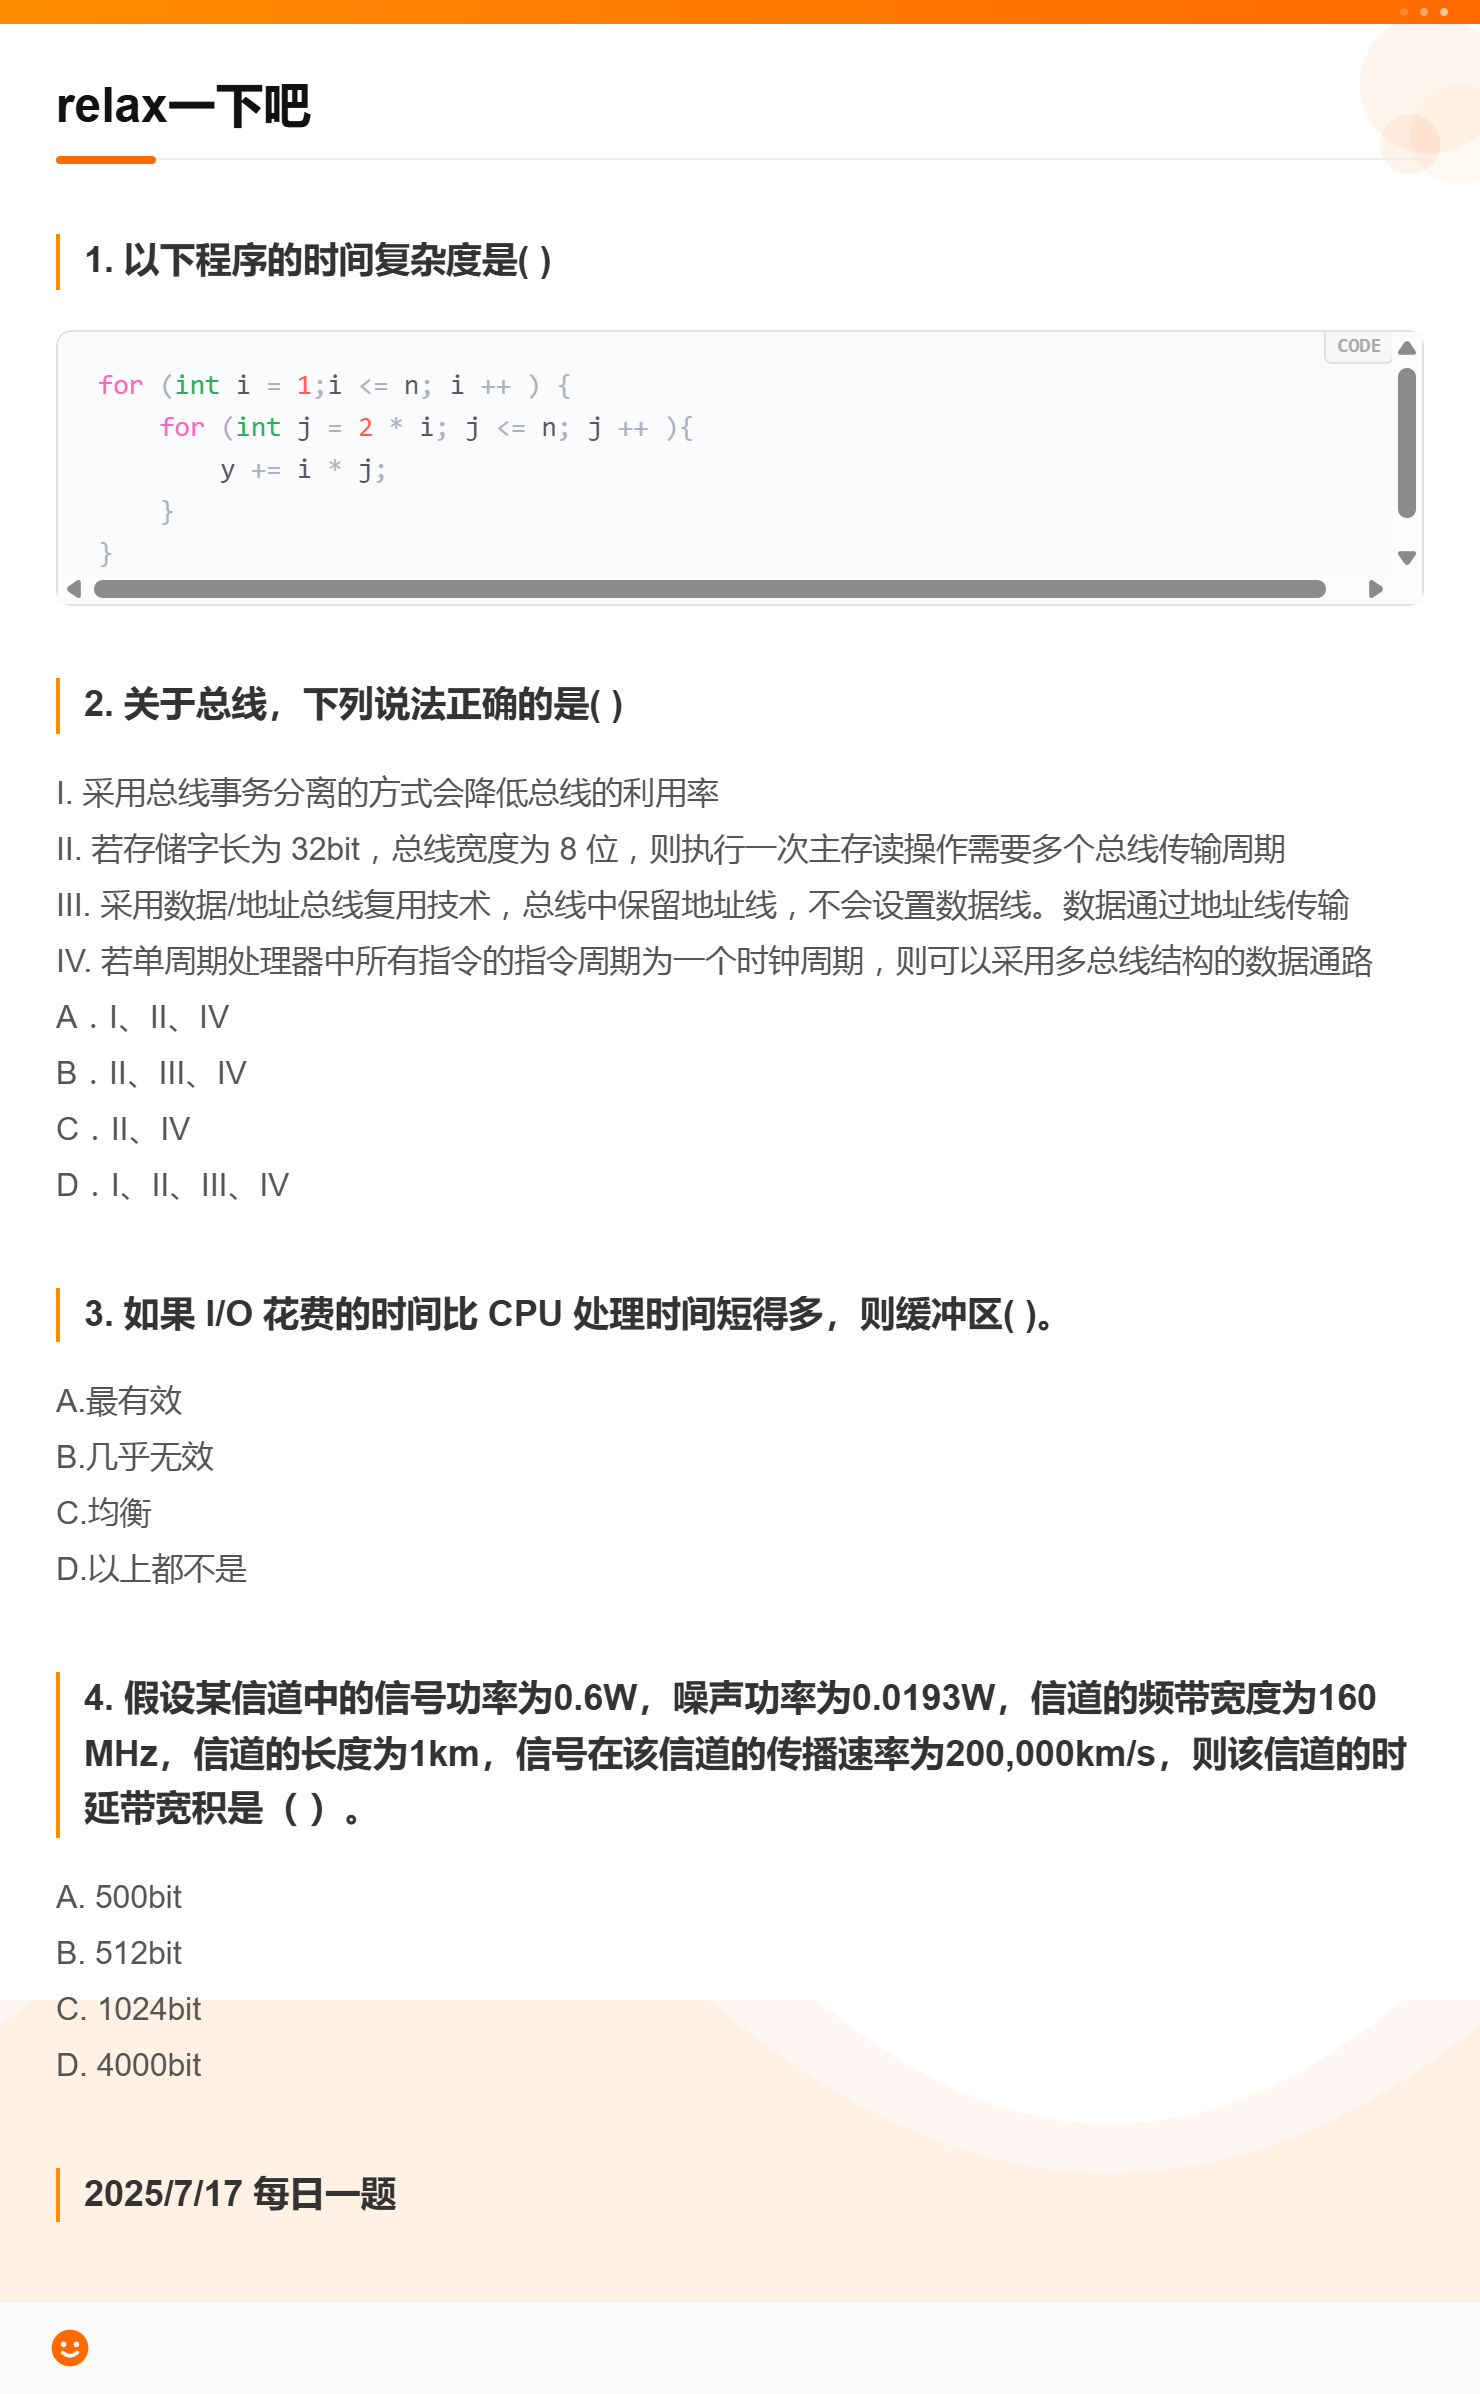 relax一下吧
1. 以下程序的时间复杂度是( )
CODE
for (int i = 1;i <= n; i ++ ) {
    for (int j = 2 * i; j <= n; j ++ ){
        y += i * j;
    }
}
2. 关于总线，下列说法正确的是( )
I. 采用总线事务分离的方式会降低总线的利用率
II. 若存储字长为 32bit，总线宽度为 8 位，则执行一次主存读操作需要多个总线传输周期
III. 采用数据/地址总线复用技术，总线中保留地址线，不会设置数据线。数据通过地址线传输
IV. 若单周期处理器中所有指令的指令周期为一个时钟周期，则可以采用多总线结构的数据通路
A．I、II、IV
B．II、III、IV
C．II、IV
D．I、II、III、IV
3. 如果 I/O 花费的时间比 CPU 处理时间短得多，则缓冲区( )。
A.最有效
B.几乎无效
C.均衡
D.以上都不是
4. 假设某信道中的信号功率为0.6W，噪声功率为0.0193W，信道的频带宽度为160
MHz，信道的长度为1km，信号在该信道的传播速率为200,000km/s，则该信道的时
延带宽积是（ ）。
A. 500bit
B. 512bit
C. 1024bit
D. 4000bit
2025/7/17 每日一题